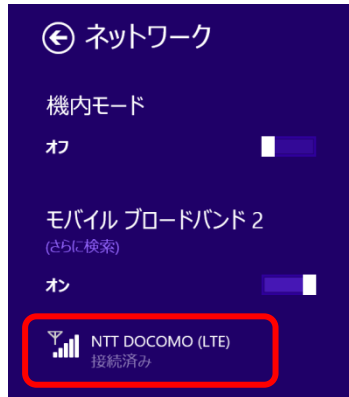 ネットワーク
機内モード
オフ
モバイル ブロードバンド 2
(さらに検索)
オン
NTT DOCOMO (LTE)
接続済み